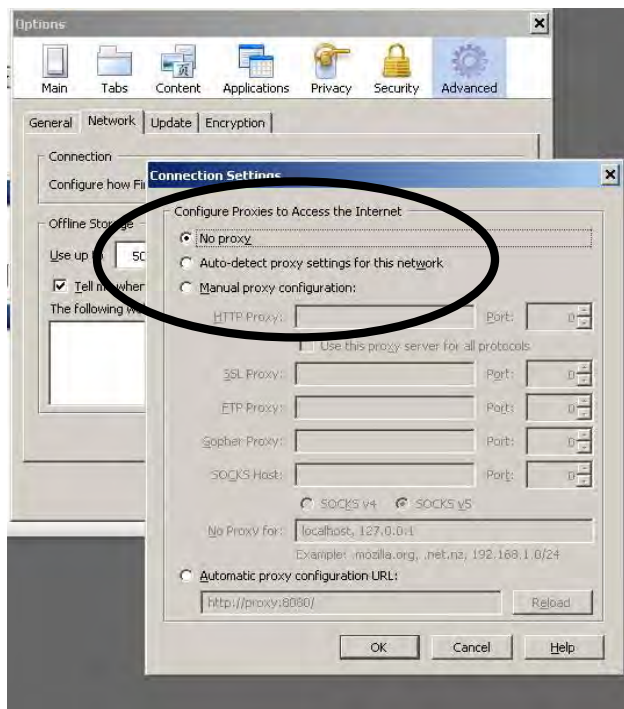 Options
Main Tabs Content Applications Privacy Security Advanced
General Network Update Encryption
Connection
Configure how Fi
Offline Storage
Use up to 50
Tell me when
The following we
Connection Settings
Configure Proxies to Access the Internet
No proxy
Auto-detect proxy settings for this network
Manual proxy configuration:
HTTP Proxy: Port: 0
Use this proxy server for all protocols
SSL Proxy: Port: 0
FTP Proxy: Port: 0
Gopher Proxy: Port: 0
SOCKS Host: Port: 0
SOCKS v4 SOCKS v5
No Proxy for: localhost, 127.0.0.1
Example: .mozilla.org, .net.nz, 192.168.1.0/24
Automatic proxy configuration URL:
http://proxy:8080/ Reload
OK Cancel Help